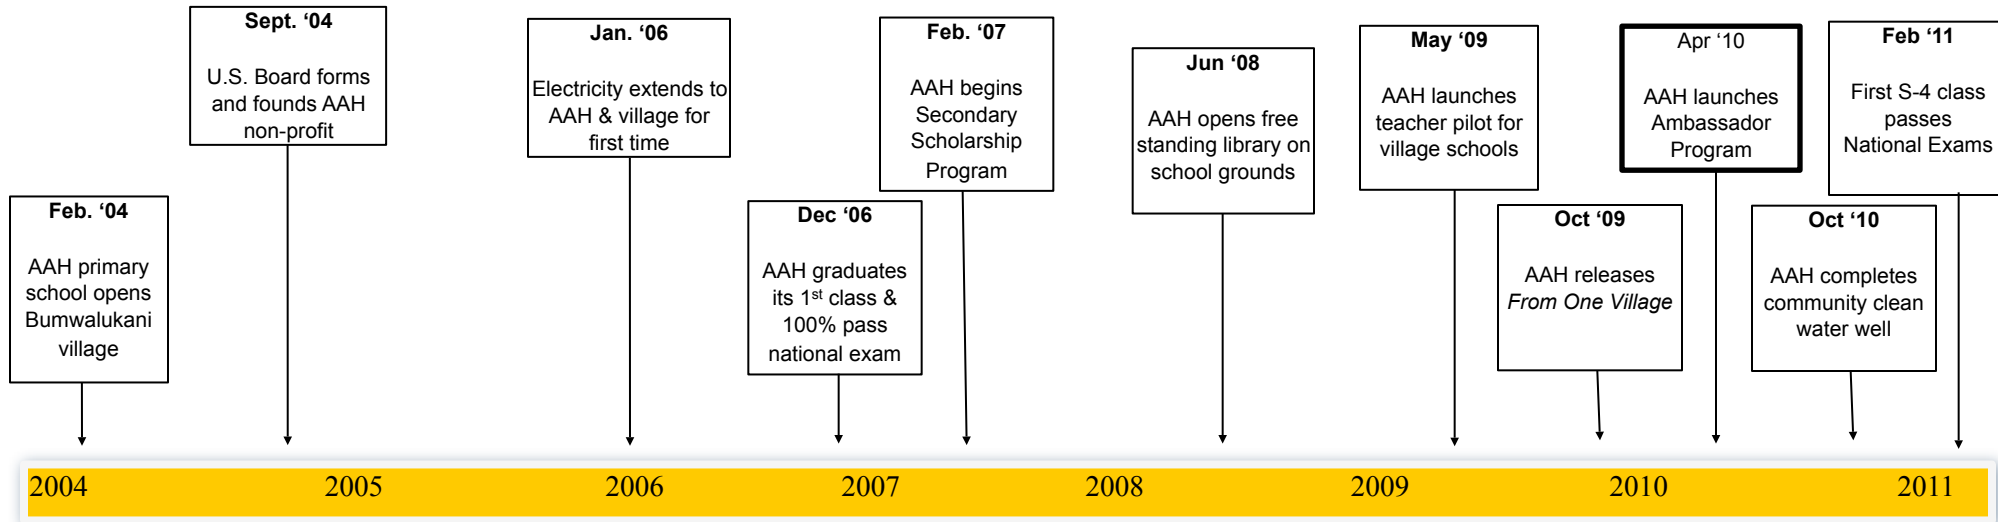 Feb. ‘04
AAH primary
school opens
Bumwalukani
village
Sept. ‘04
U.S. Board forms
and founds AAH
non-profit
Jan. ‘06
Electricity extends to
AAH & village for
first time
Dec ‘06
AAH graduates
its 1st class &
100% pass
national exam
Feb. ‘07
AAH begins
Secondary
Scholarship
Program
Jun ‘08
AAH opens free
standing library on
school grounds
May ‘09
AAH launches
teacher pilot for
village schools
Oct ‘09
AAH releases
From One Village
Apr ‘10
AAH launches
Ambassador
Program
Oct ‘10
AAH completes
community clean
water well
Feb ‘11
First S-4 class
passes
National Exams
2004 2005 2006 2007 2008 2009 2010 2011